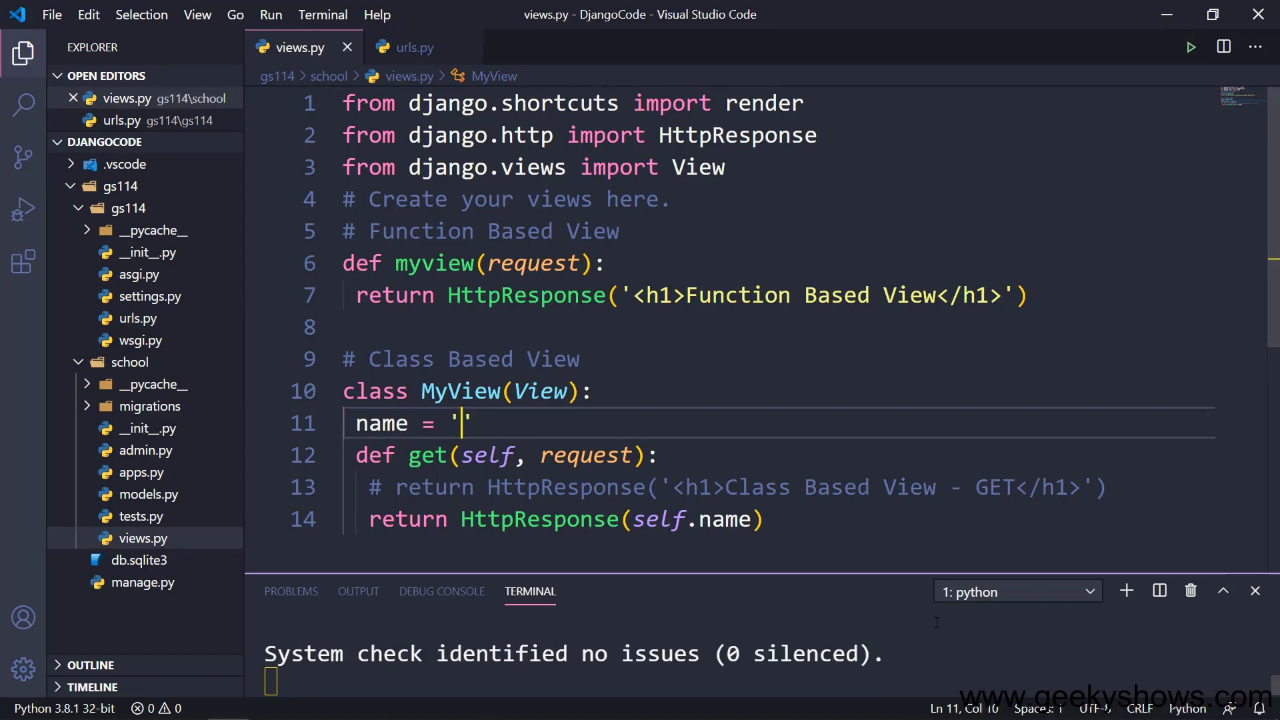 File Edit Selection View Go Run Terminal Help
views.py - DjangoCode - Visual Studio Code
EXPLORER
OPEN EDITORS
views.py gs114\school
urls.py gs114\gs114
DJANGOCODE
.vscode
gs114
gs114
__pycache__
__init__.py
asgi.py
settings.py
urls.py
wsgi.py
school
__pycache__
migrations
__init__.py
admin.py
apps.py
models.py
tests.py
views.py
db.sqlite3
manage.py
OUTLINE
TIMELINE
views.py urls.py
gs114 > school > views.py > MyView
1 from django.shortcuts import render
2 from django.http import HttpResponse
3 from django.views import View
4 # Create your views here.
5 # Function Based View
6 def myview(request):
7 return HttpResponse('<h1>Function Based View</h1>')
8
9 # Class Based View
10 class MyView(View):
11 name = ''
12 def get(self, request):
13 # return HttpResponse('<h1>Class Based View - GET</h1>')
14 return HttpResponse(self.name)
PROBLEMS OUTPUT DEBUG CONSOLE TERMINAL
1: python
System check identified no issues (0 silenced).
www.geekyshows.com
Python 3.8.1 32-bit 0 0
Ln 11, Col 10 Spaces: 1 UTF-8 CRLF Python